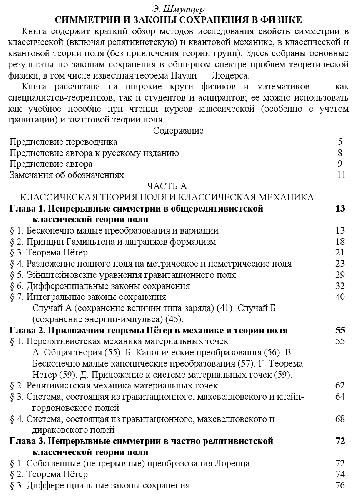 Э. Шмутцер
СИММЕТРИИ И ЗАКОНЫ СОХРАНЕНИЯ В ФИЗИКЕ
Книга содержит краткий обзор методов исследования свойств симметрии в
классической (включая релятивистскую) и квантовой механике, в классической и
квантовой теории поля (без привлечения теории групп). Здесь собраны основные
результаты по законам сохранения в обширном спектре проблем теоретической
физики, в том числе известная теорема Паули — Людерса.
Книга рассчитана на широкие круги физиков и математиков — как
специалистов-теоретиков, так и студентов и аспирантов; ее можно использовать
как учебное пособие при чтении курсов классической (особенно с учетом
гравитации) и квантовой теории поля.
Содержание
Предисловие переводчика 5
Предисловие автора к русскому изданию 8
Предисловие автора 9
Замечания об обозначениях 11
ЧАСТЬ А
КЛАССИЧЕСКАЯ ТЕОРИЯ ПОЛЯ И КЛАССИЧЕСКАЯ МЕХАНИКА
Глава 1. Непрерывные симметрии в общерелятивистской 13
классической теории поля
§ 1. Бесконечно малые преобразования и вариации 13
§ 2. Принцип Гамильтона и лагранжев формализм 18
§ 3. Теорема Нётер 21
§ 4. Разложение полного поля на метрическое и неметрические поля 23
§ 5. Эйнштейновские уравнения гравитационного поля 29
§ 6. Дифференциальные законы сохранения 32
§ 7. Интегральные законы сохранения 40
Случай А (сохранение величин типа заряда) (41) Случай Б
(сохранение энергии-импульса) (45).
Глава 2. Приложения теоремы Нётер в механике и теории поля 55
§ 1. Нерелятивистская механика материальных точек 55
А. Общая теория (55) Б. Канонические преобразования (56) В.
Бесконечно малые канонические преобразования (57). Г. Теорема
Нётер (59). Д. Приложение к системе материальных точек (59).
§ 2. Релятивистская механика материальных точек 62
§ 3. Система, состоящая из гравитационного, максвелловского и клейн-гордоновского полей 64
§ 4. Система, состоящая из гравитационного, максвелловского и 68
дираковского полей
Глава 3. Непрерывные симметрии в частно-релятивистской 72
классической теории поля
§ 1. Собственные (непрерывные) преобразования Лоренца 72
§ 2. Теорема Нётер 74
§ 3. Дифференциальные законы сохранения 76